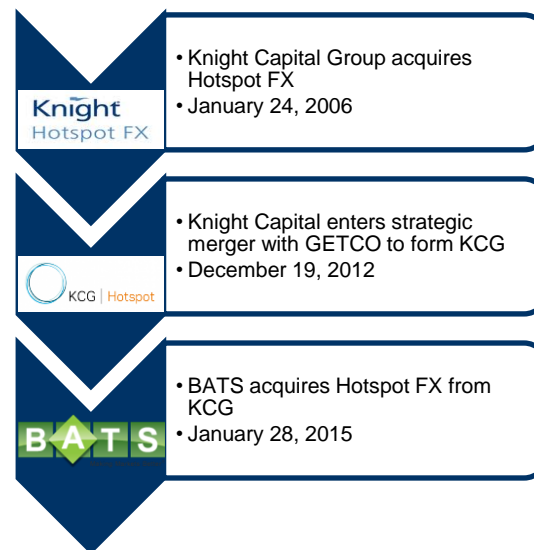 Knight
Hotspot FX
• Knight Capital Group acquires
Hotspot FX
• January 24, 2006
KCG | Hotspot
• Knight Capital enters strategic
merger with GETCO to form KCG
• December 19, 2012
BATS
• BATS acquires Hotspot FX from
KCG
• January 28, 2015